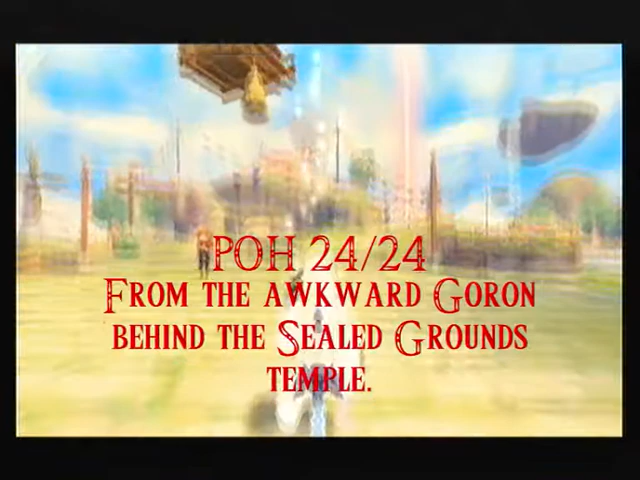 POH 24/24
From the awkward Goron
behind the Sealed Grounds
temple.